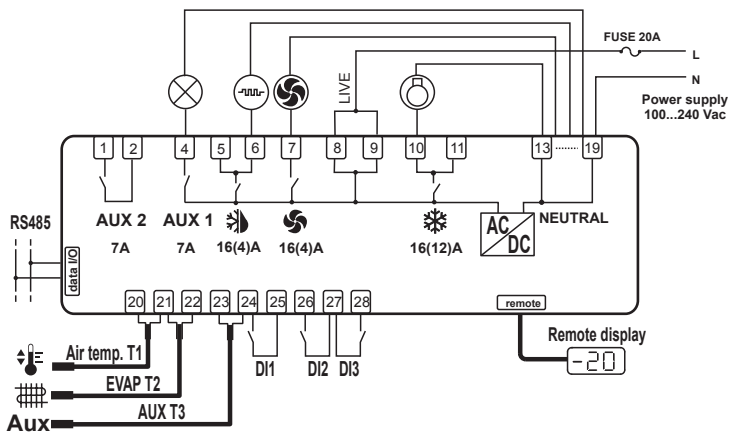 FUSE 20A
L
N
Power supply
100...240 Vac
LIVE
1 2 4 5 6 7 8 9 10 11 13 ........ 19
AUX 2 AUX 1 AC DC NEUTRAL
7A 7A 16(4)A 16(4)A 16(12)A
RS485
data I/O
20 21 22 23 24 25 26 27 28 remote
Air temp. T1 DI1 DI2 DI3 Remote display
-20
EVAP T2
AUX T3
Aux